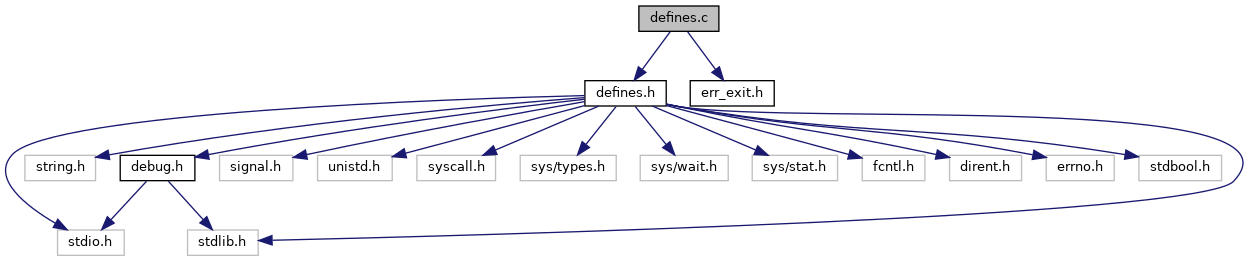 defines.c
defines.h
err_exit.h
string.h
debug.h
signal.h
unistd.h
syscall.h
sys/types.h
sys/wait.h
sys/stat.h
fcntl.h
dirent.h
errno.h
stdbool.h
stdio.h
stdlib.h